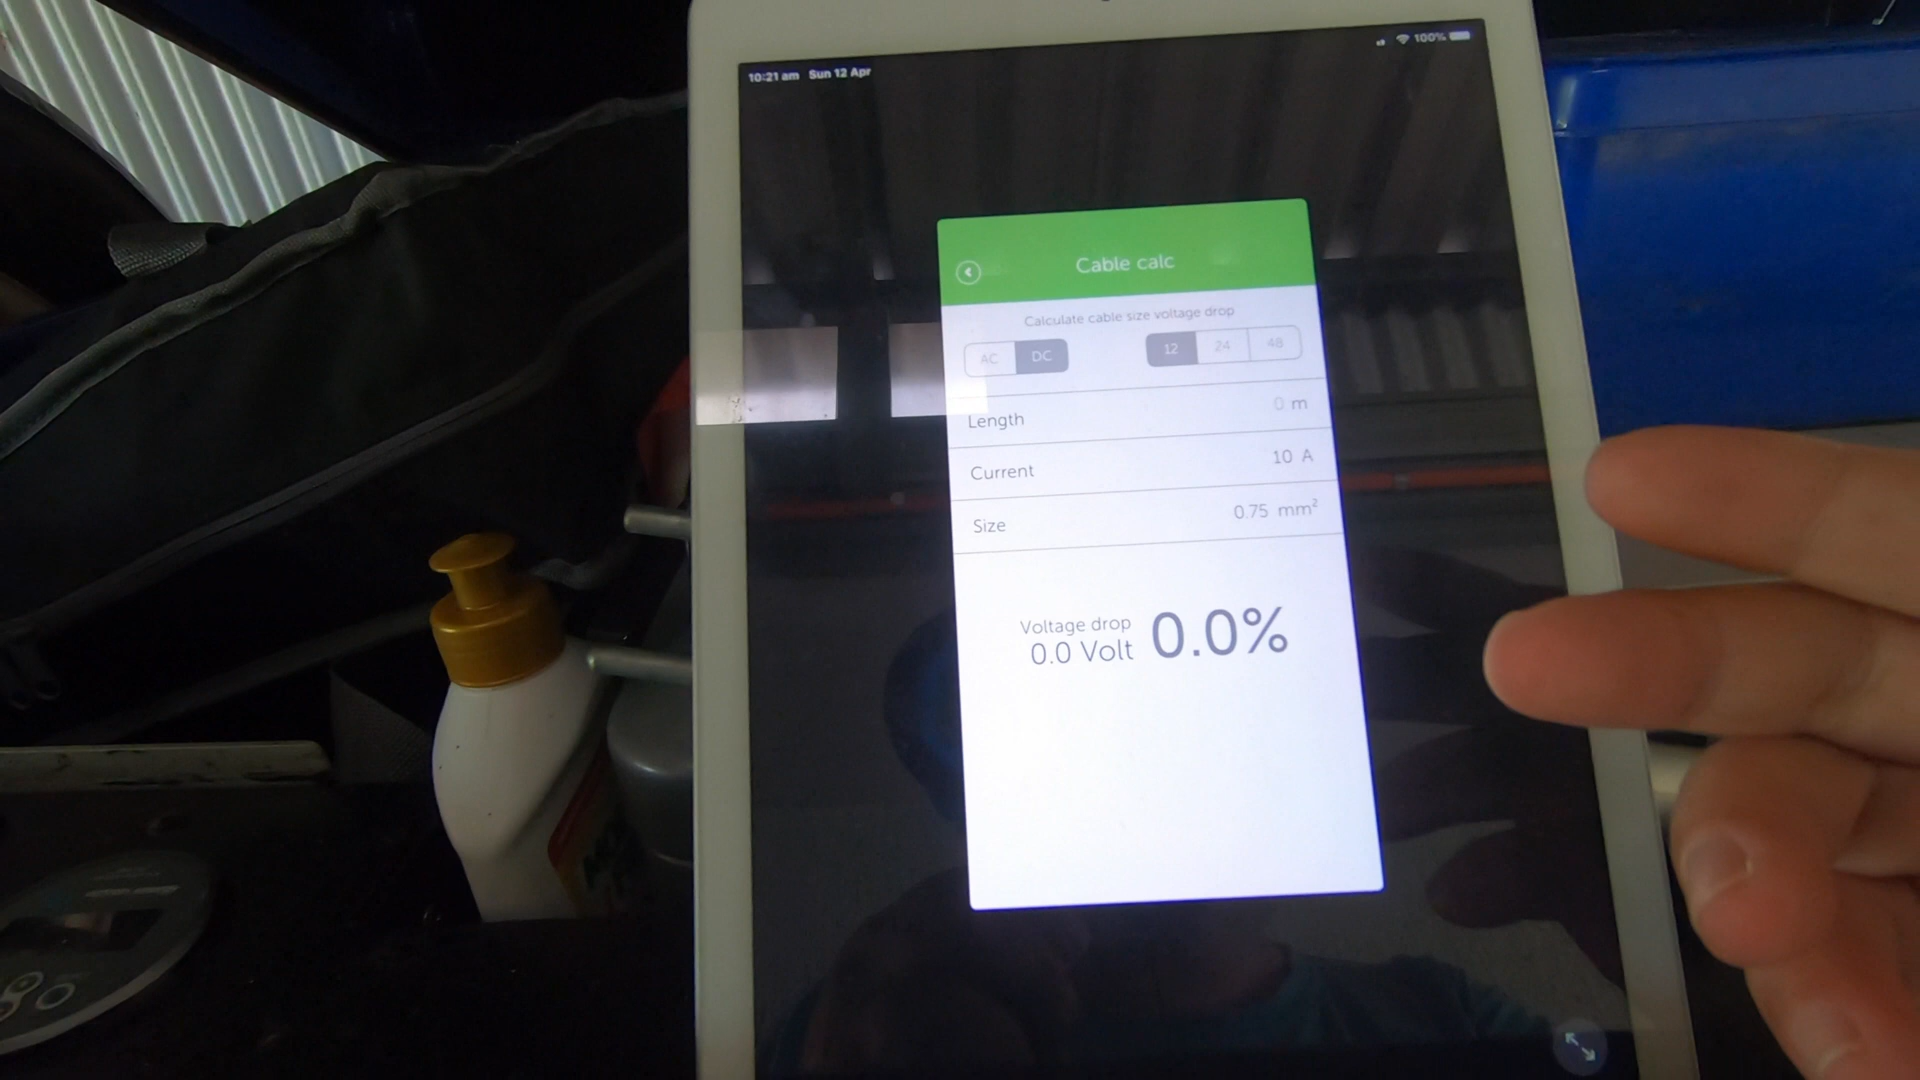 10:21 am Sun 12 Apr
100%
Cable calc
Calculate cable size voltage drop
AC DC
12 24 48
Length 0 m
Current 10 A
Size 0.75 mm²
Voltage drop
0.0 Volt
0.0%